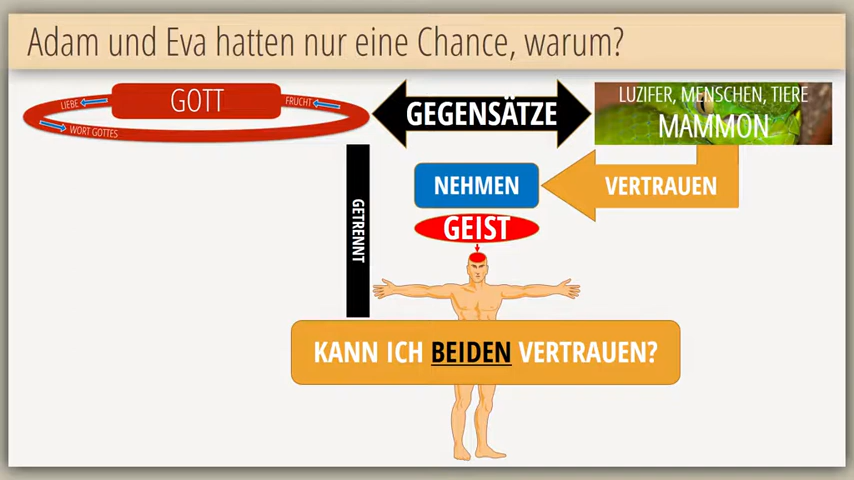 Adam und Eva hatten nur eine Chance, warum?
LIEBE
GOTT
FRUCHT
WORT GOTTES
GEGENSÄTZE
LUZIFER, MENSCHEN, TIERE
MAMMON
NEHMEN
VERTRAUEN
GEIST
GETRENNT
KANN ICH BEIDEN VERTRAUEN?